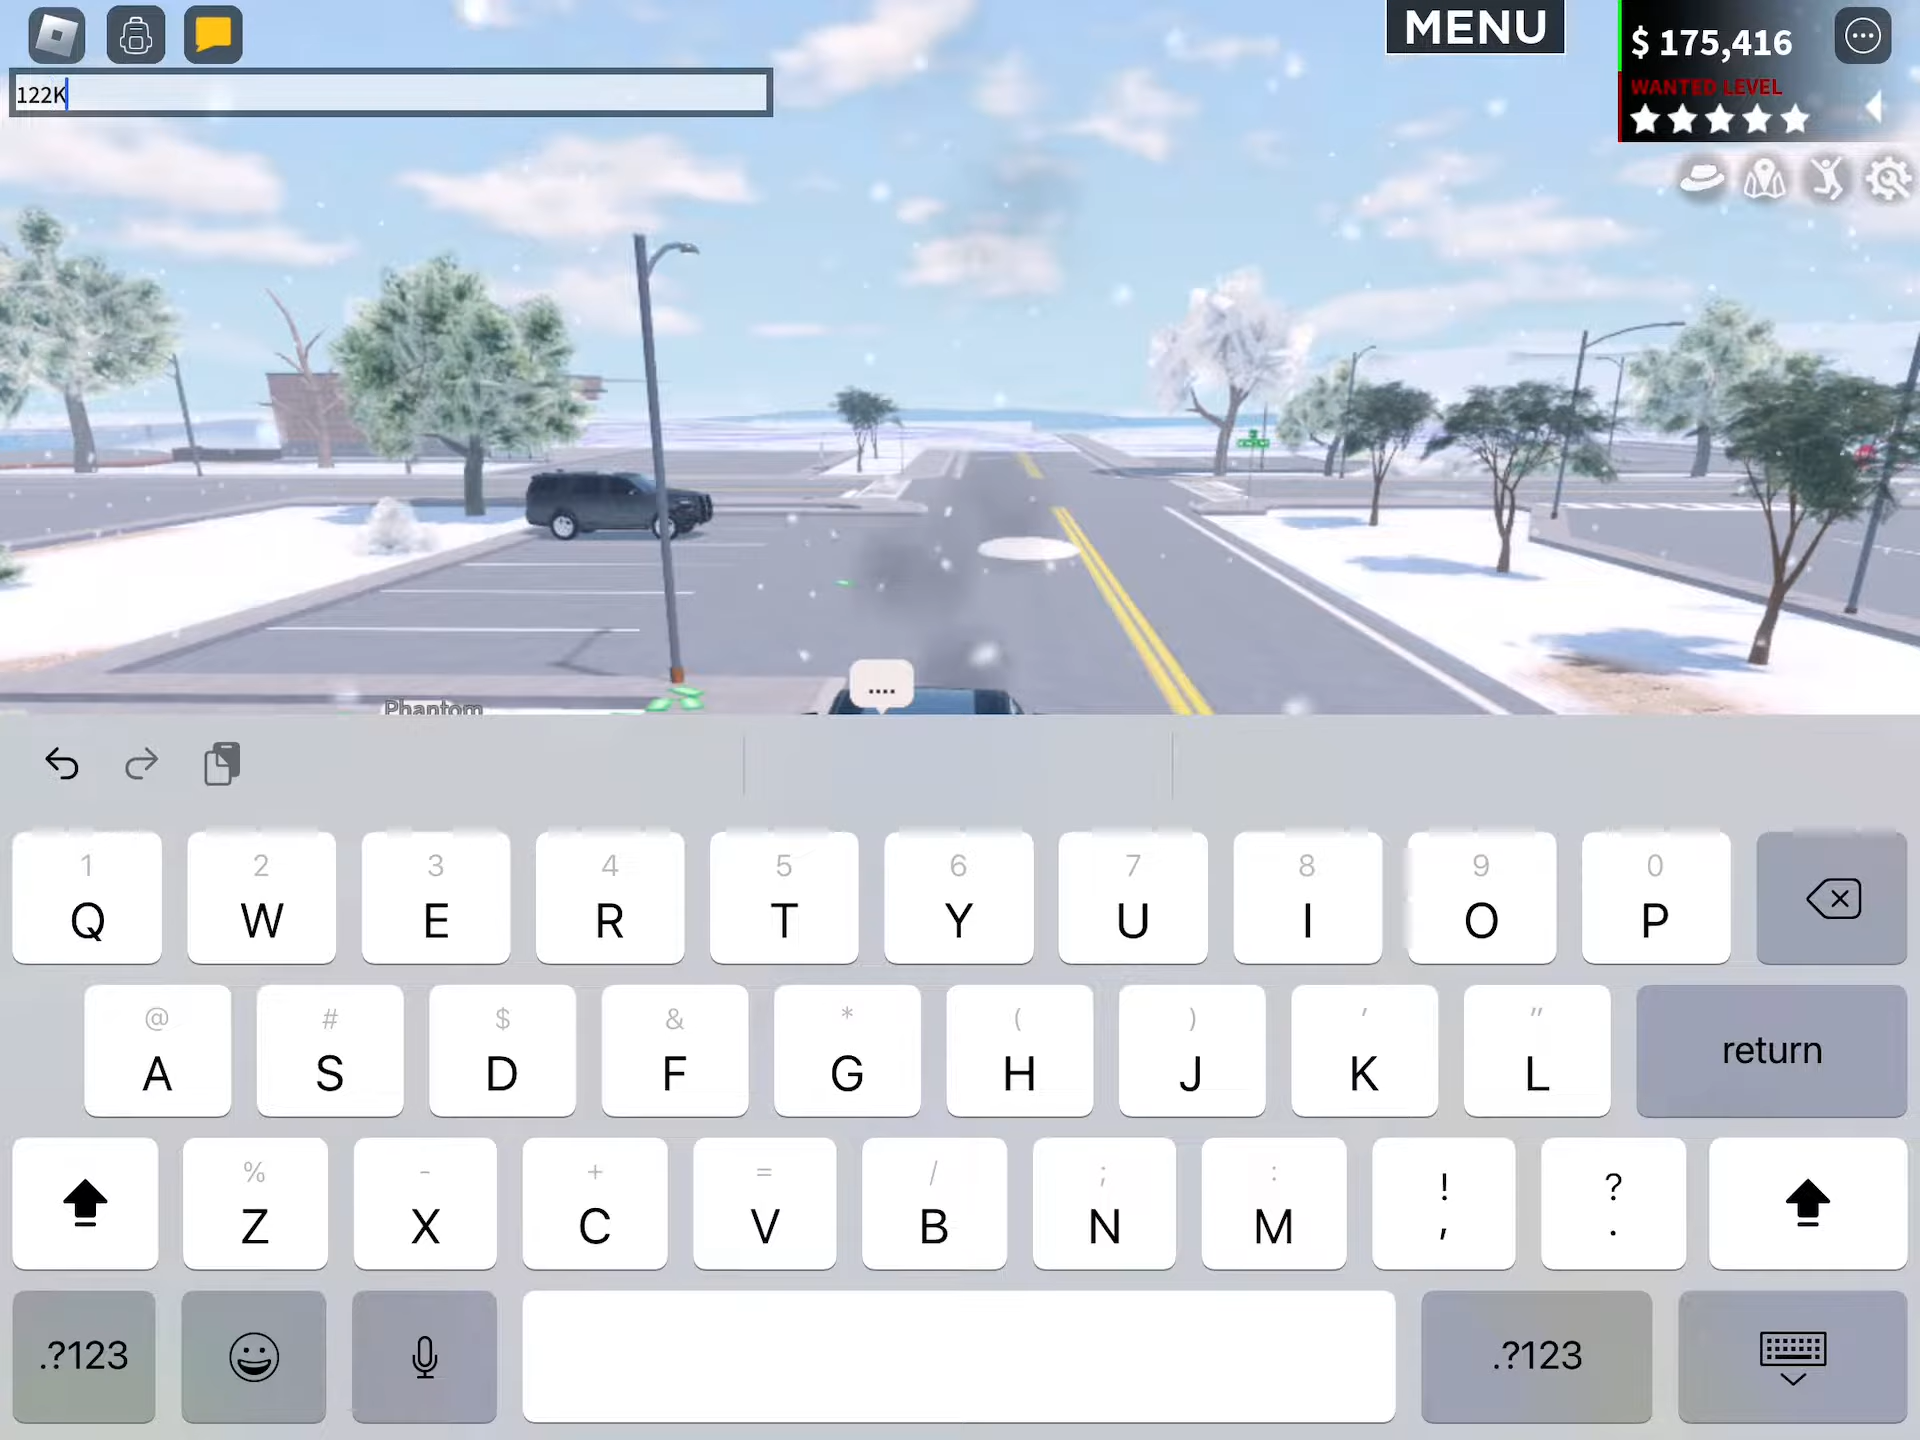 MENU
$ 175,416
WANTED LEVEL
122K
....
Phantom
1 2 3 4 5 6 7 8 9 0
Q W E R T Y U I O P
@ # $ & * ( ) ' "
A S D F G H J K L return
% - + = / ; : ! ?
Z X C V B N M , .
.?123 .?123